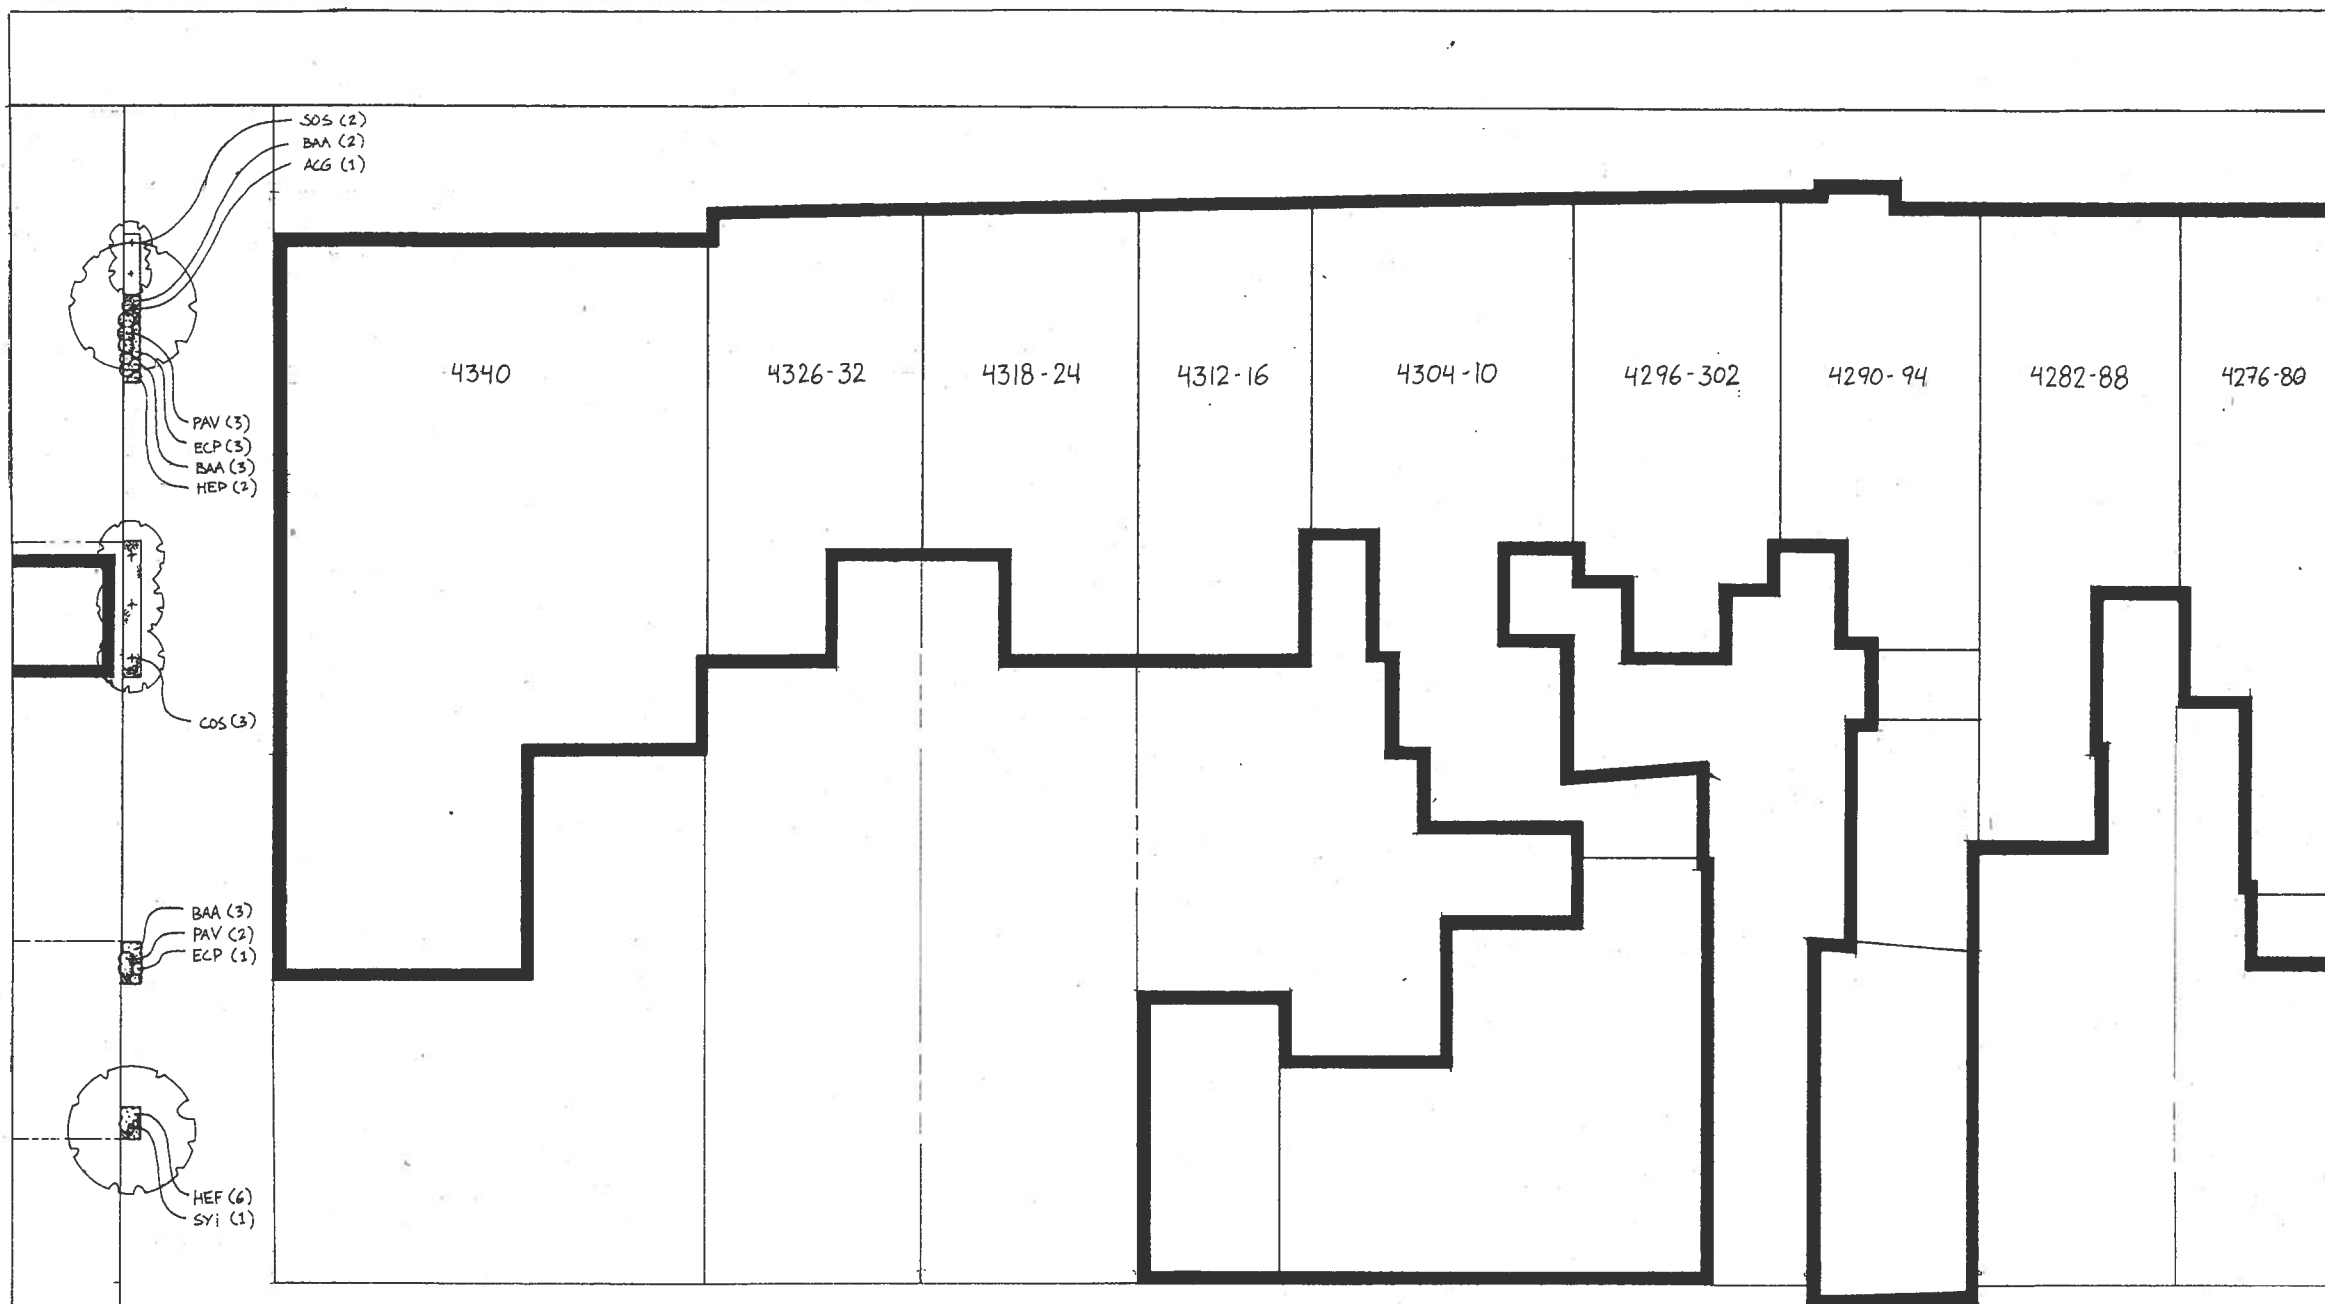 SOS (2)
BAA (2)
ACG (1)
4340
4326-32
4318-24
4312-16
4304-10
4296-302
4290-94
4282-88
4276-80
PAV (3)
ECP (3)
BAA (3)
HEP (2)
COS (3)
BAA (3)
PAV (2)
ECP (1)
HEF (6)
SYi (1)